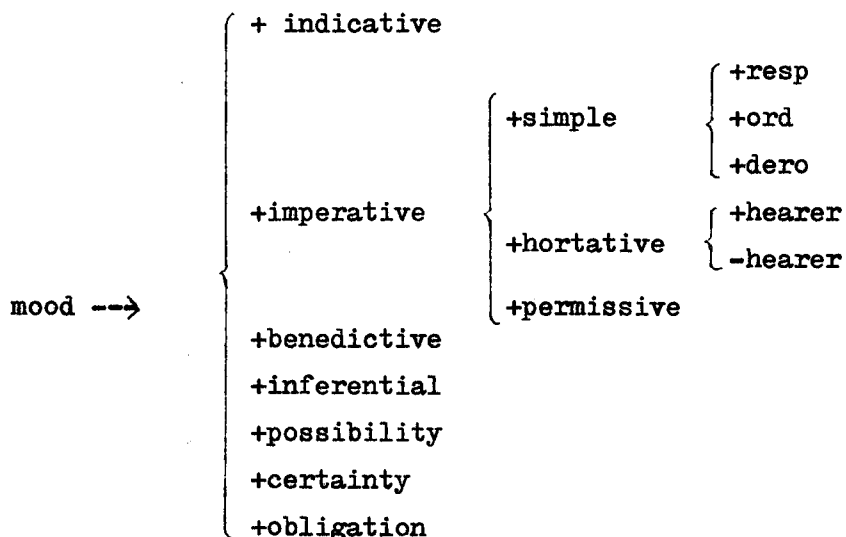 + indicative
+resp
+simple
+ord
+dero
+imperative
+hearer
+hortative
-hearer
mood --->
+permissive
+benedictive
+inferential
+possibility
+certainty
+obligation